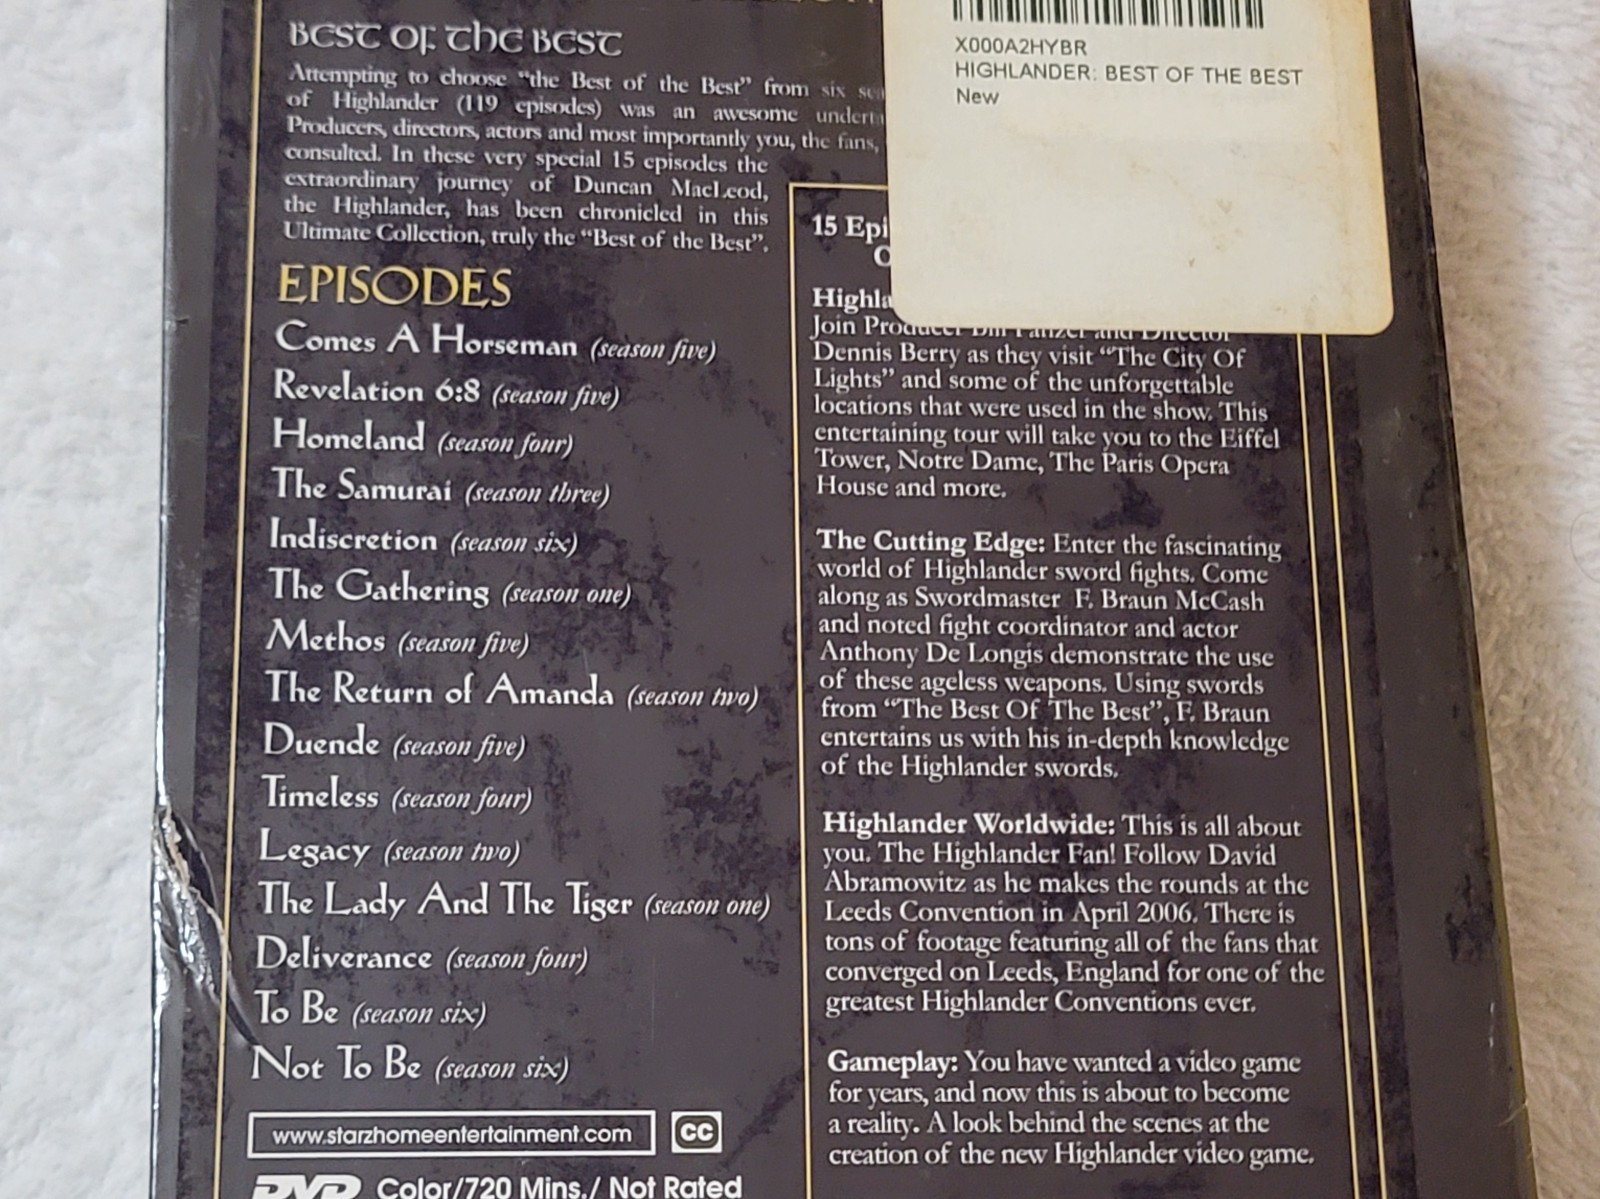 BEST OF THE BEST
Attempting to choose “the Best of the Best” from six
of Highlander (119 episodes) was an awesome
Producers, directors, actors and most importantly you, the fans,
consulted. In these very special 15 episodes the
extraordinary journey of Duncan MacLeod,
the Highlander, has been chronicled in this
Ultimate Collection, truly the “Best of the Best”.
EPISODES
Comes A Horseman (season five)
Revelation 6:8 (season five)
Homeland (season four)
The Samurai (season three)
Indiscretion (season six)
The Gathering (season one)
Methos (season five)
The Return of Amanda (season two)
Duende (season five)
Timeless (season four)
Legacy (season two)
The Lady And The Tiger (season one)
Deliverance (season four)
To Be (season six)
Not To Be (season six)
www.starzhomeentertainment.com CC
DVD Color/720 Mins./ Not Rated
X000A2HYBR
HIGHLANDER: BEST OF THE BEST
New
15
Join Producer Bill Panzer and Director
Dennis Berry as they visit “The City Of
Lights” and some of the unforgettable
locations that were used in the show. This
entertaining tour will take you to the Eiffel
Tower, Notre Dame, The Paris Opera
House and more.
The Cutting Edge: Enter the fascinating
world of Highlander sword fights. Come
along as Swordmaster F. Braun McCash
and noted fight coordinator and actor
Anthony De Longis demonstrate the use
of these ageless weapons. Using swords
from “The Best Of The Best”, F. Braun
entertains us with his in-depth knowledge
of the Highlander swords.
Highlander Worldwide: This is all about
you. The Highlander Fan! Follow David
Abramowitz as he makes the rounds at the
Leeds Convention in April 2006. There is
tons of footage featuring all of the fans that
converged on Leeds, England for one of the
greatest Highlander Conventions ever.
Gameplay: You have wanted a video game
for years, and now this is about to become
a reality. A look behind the scenes at the
creation of the new Highlander video game.